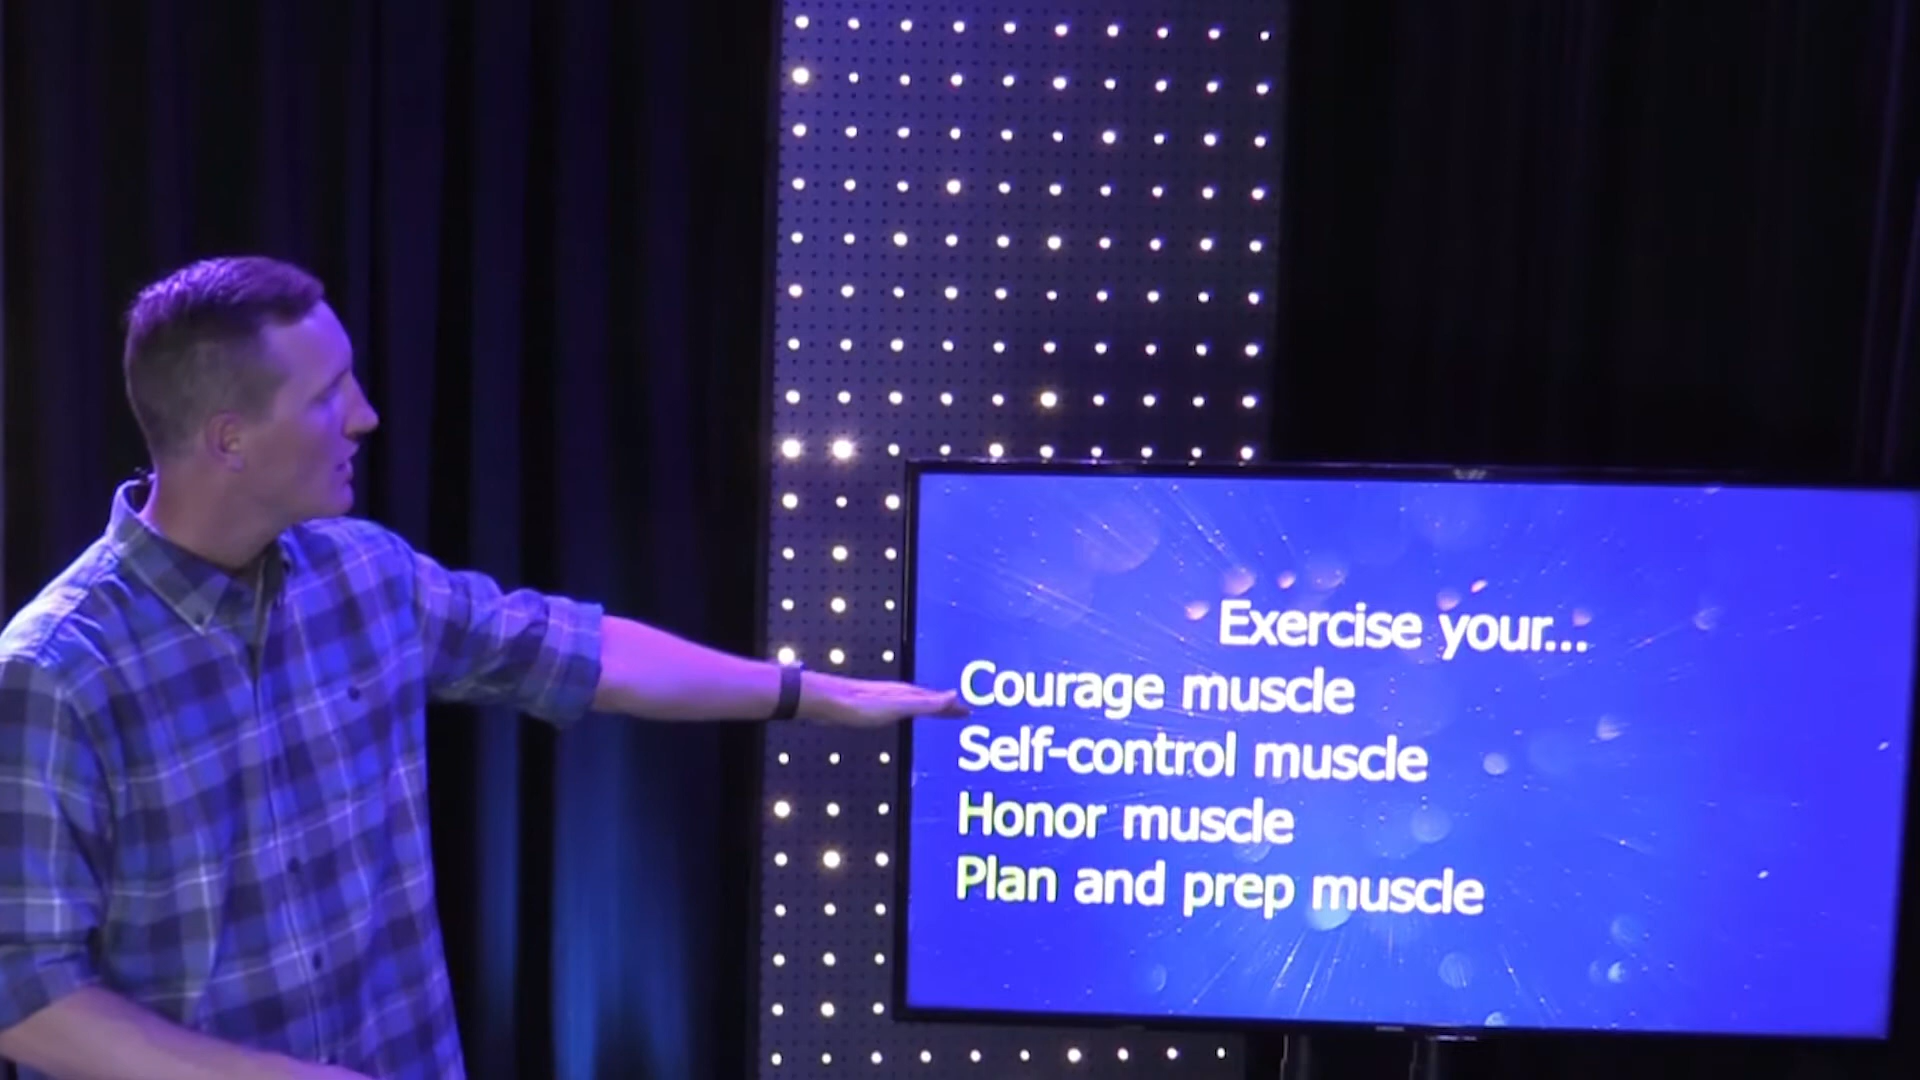 Exercise your...
Courage muscle
Self-control muscle
Honor muscle
Plan and prep muscle